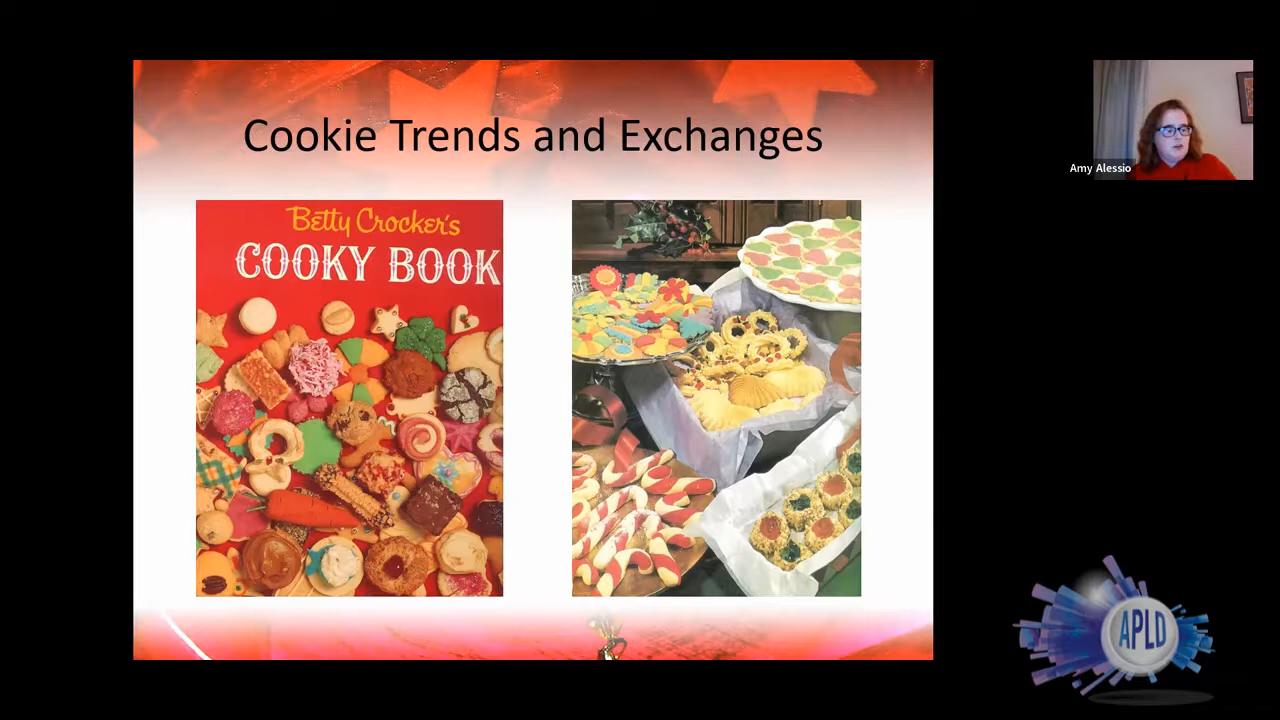 Cookie Trends and Exchanges
Betty Crocker's
COOKY BOOK
Amy Alessio
APLD